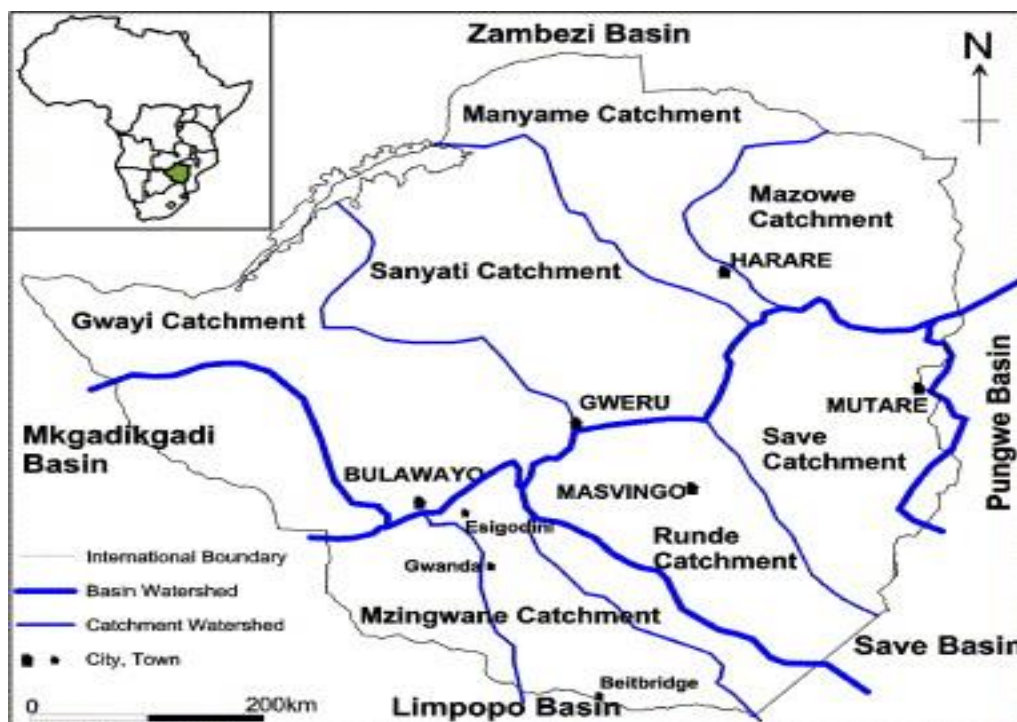 Zambezi Basin
N
Manyame Catchment
Mazowe
Catchment
HARARE
Sanyati Catchment
Gwayi Catchment
Pungwe Basin
GWERU
MUTARE
Mkgadikgadi
Basin
Save
Catchment
BULAWAYO
MASVINGO
Esigodini
Runde
Catchment
International Boundary
Gwanda
Basin Watershed
Mzingwane Catchment
Catchment Watershed
Save Basin
City, Town
Beitbridge
0 200km
Limpopo Basin